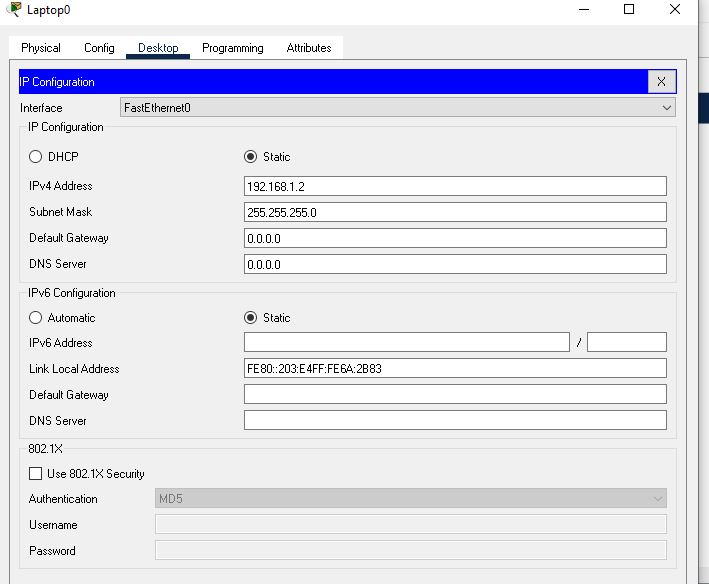 Laptop0
Physical Config Desktop Programming Attributes
IP Configuration X
Interface FastEthernet0
IP Configuration
DHCP Static
IPv4 Address 192.168.1.2
Subnet Mask 255.255.255.0
Default Gateway 0.0.0.0
DNS Server 0.0.0.0
IPv6 Configuration
Automatic Static
IPv6 Address /
Link Local Address FE80::203:E4FF:FE6A:2B83
Default Gateway
DNS Server
802.1X
Use 802.1X Security
Authentication MD5
Username
Password